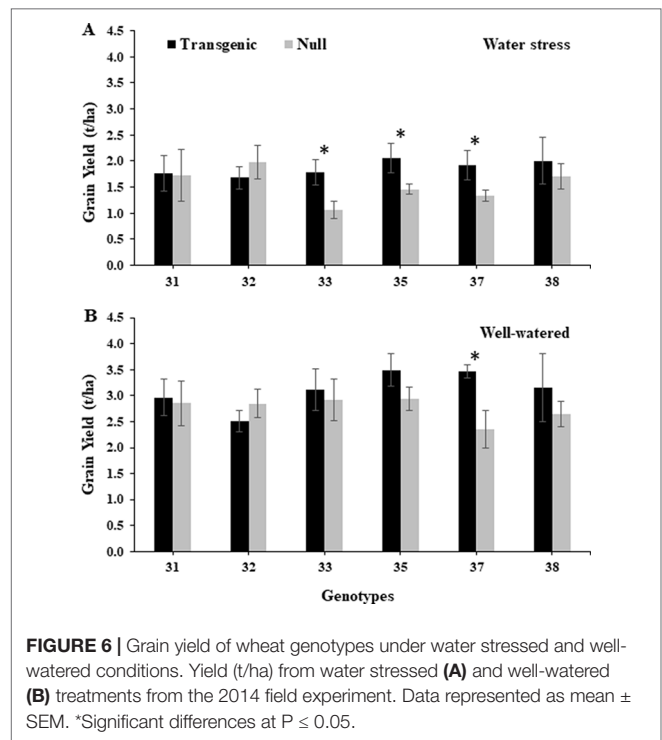 A
4.5
4.0
3.5
3.0
2.5
2.0
1.5
1.0
0.5
0.0
Grain Yield (t/ha)
Transgenic Null
Water stress
* * *
31 32 33 35 37 38
B
4.5
4.0
3.5
3.0
2.5
2.0
1.5
1.0
0.5
0.0
Grain Yield (t/ha)
Well-watered
*
31 32 33 35 37 38
Genotypes
FIGURE 6 | Grain yield of wheat genotypes under water stressed and well-
watered conditions. Yield (t/ha) from water stressed (A) and well-watered
(B) treatments from the 2014 field experiment. Data represented as mean ±
SEM. *Significant differences at P ≤ 0.05.